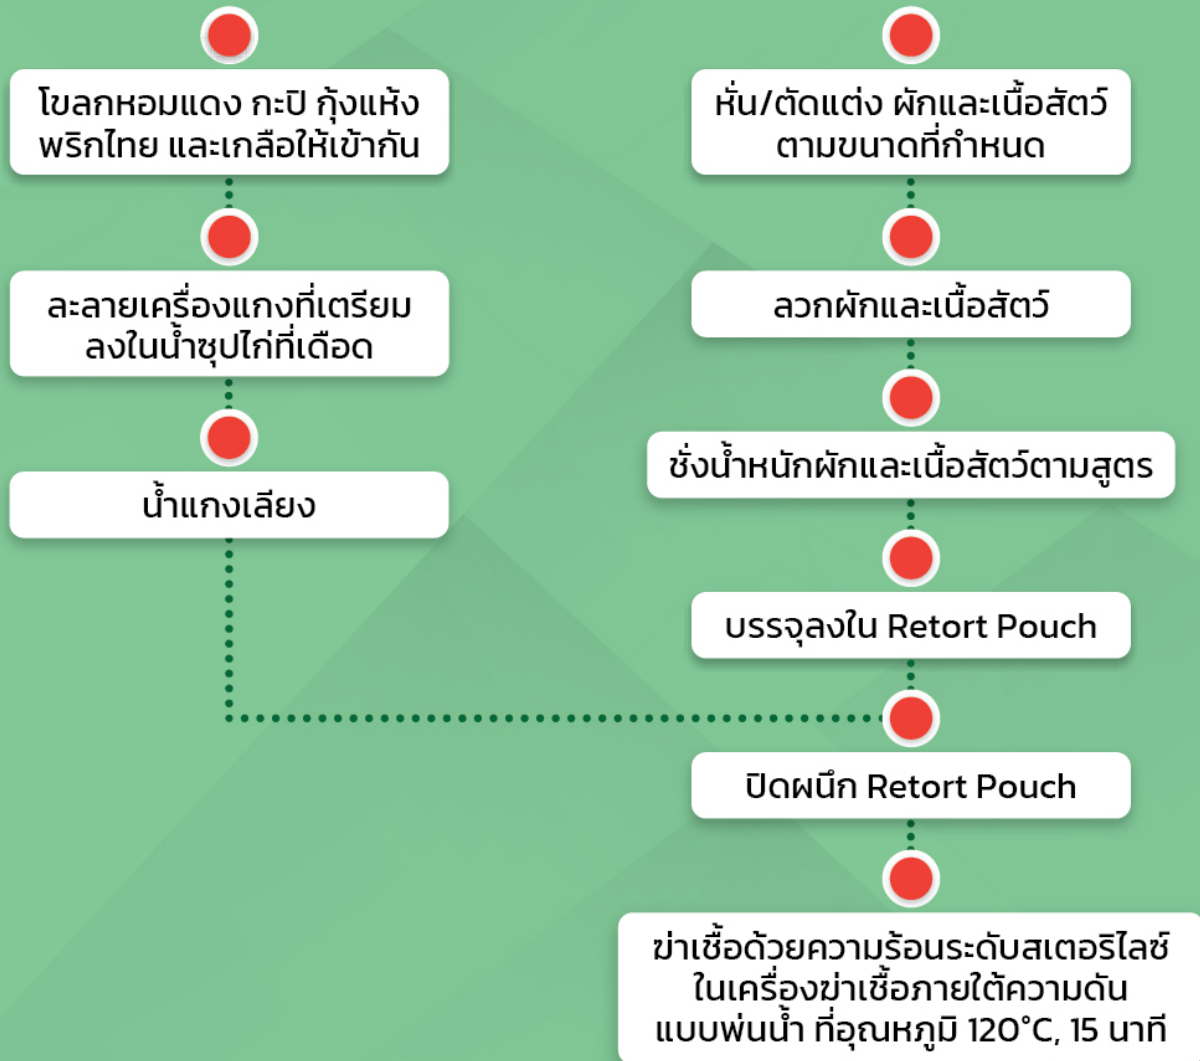 โขลกหอมแดง กะปิ กุ้งแห้ง
พริกไทย และเกลือให้เข้ากัน
ละลายเครื่องแกงที่เตรียม
ลงในน้ำซุปไก่ที่เดือด
น้ำแกงเลียง
หั่น/ตัดแต่ง ผักและเนื้อสัตว์
ตามขนาดที่กำหนด
ลวกผักและเนื้อสัตว์
ชั่งน้ำหนักผักและเนื้อสัตว์ตามสูตร
บรรจุลงใน Retort Pouch
ปิดผนึก Retort Pouch
ฆ่าเชื้อด้วยความร้อนระดับสเตอริไลซ์
ในเครื่องฆ่าเชื้อภายใต้ความดัน
แบบพ่นน้ำ ที่อุณหภูมิ 120°C, 15 นาที